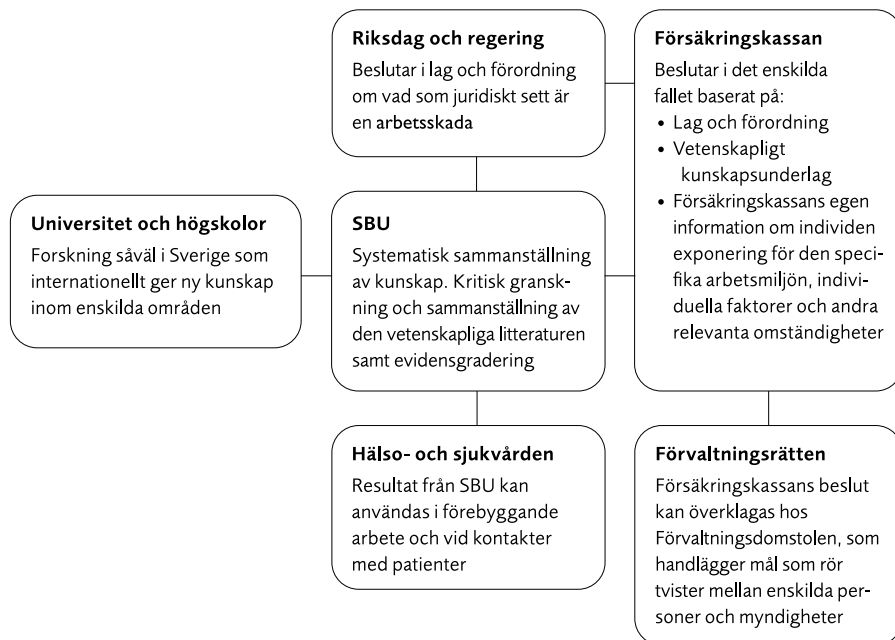 Riksdag och regering
Beslutar i lag och förordning
om vad som juridiskt sett är
en arbetsskada
Försäkringskassan
Beslutar i det enskilda
fallet baserat på:
• Lag och förordning
• Vetenskapligt
kunskapsunderlag
• Försäkringskassans egen
information om individen
exponering för den speci-
fika arbetsmiljön, indivi-
duella faktorer och andra
relevanta omständigheter
Universitet och högskolor
Forskning såväl i Sverige som
internationellt ger ny kunskap
inom enskilda områden
SBU
Systematisk sammanställning
av kunskap. Kritisk gransk-
kning och sammanställning av
den vetenskapliga litteraturen
samt evidensgradering
Hälso- och sjukvården
Resultat från SBU kan
användas i förebyggande
arbete och vid kontakter
med patienter
Förvaltningsrätten
Försäkringskassans beslut
kan överklagas hos
Förvaltningsdomstolen, som
handlägger mål som rör
tvister mellan enskilda per-
soner och myndigheter